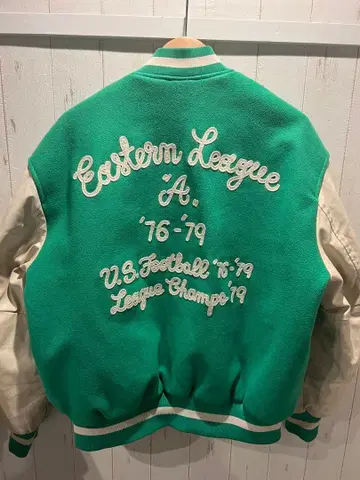 Eastern League
"A"
'76-'79
U.S. Football '76-'79
League Champs '79